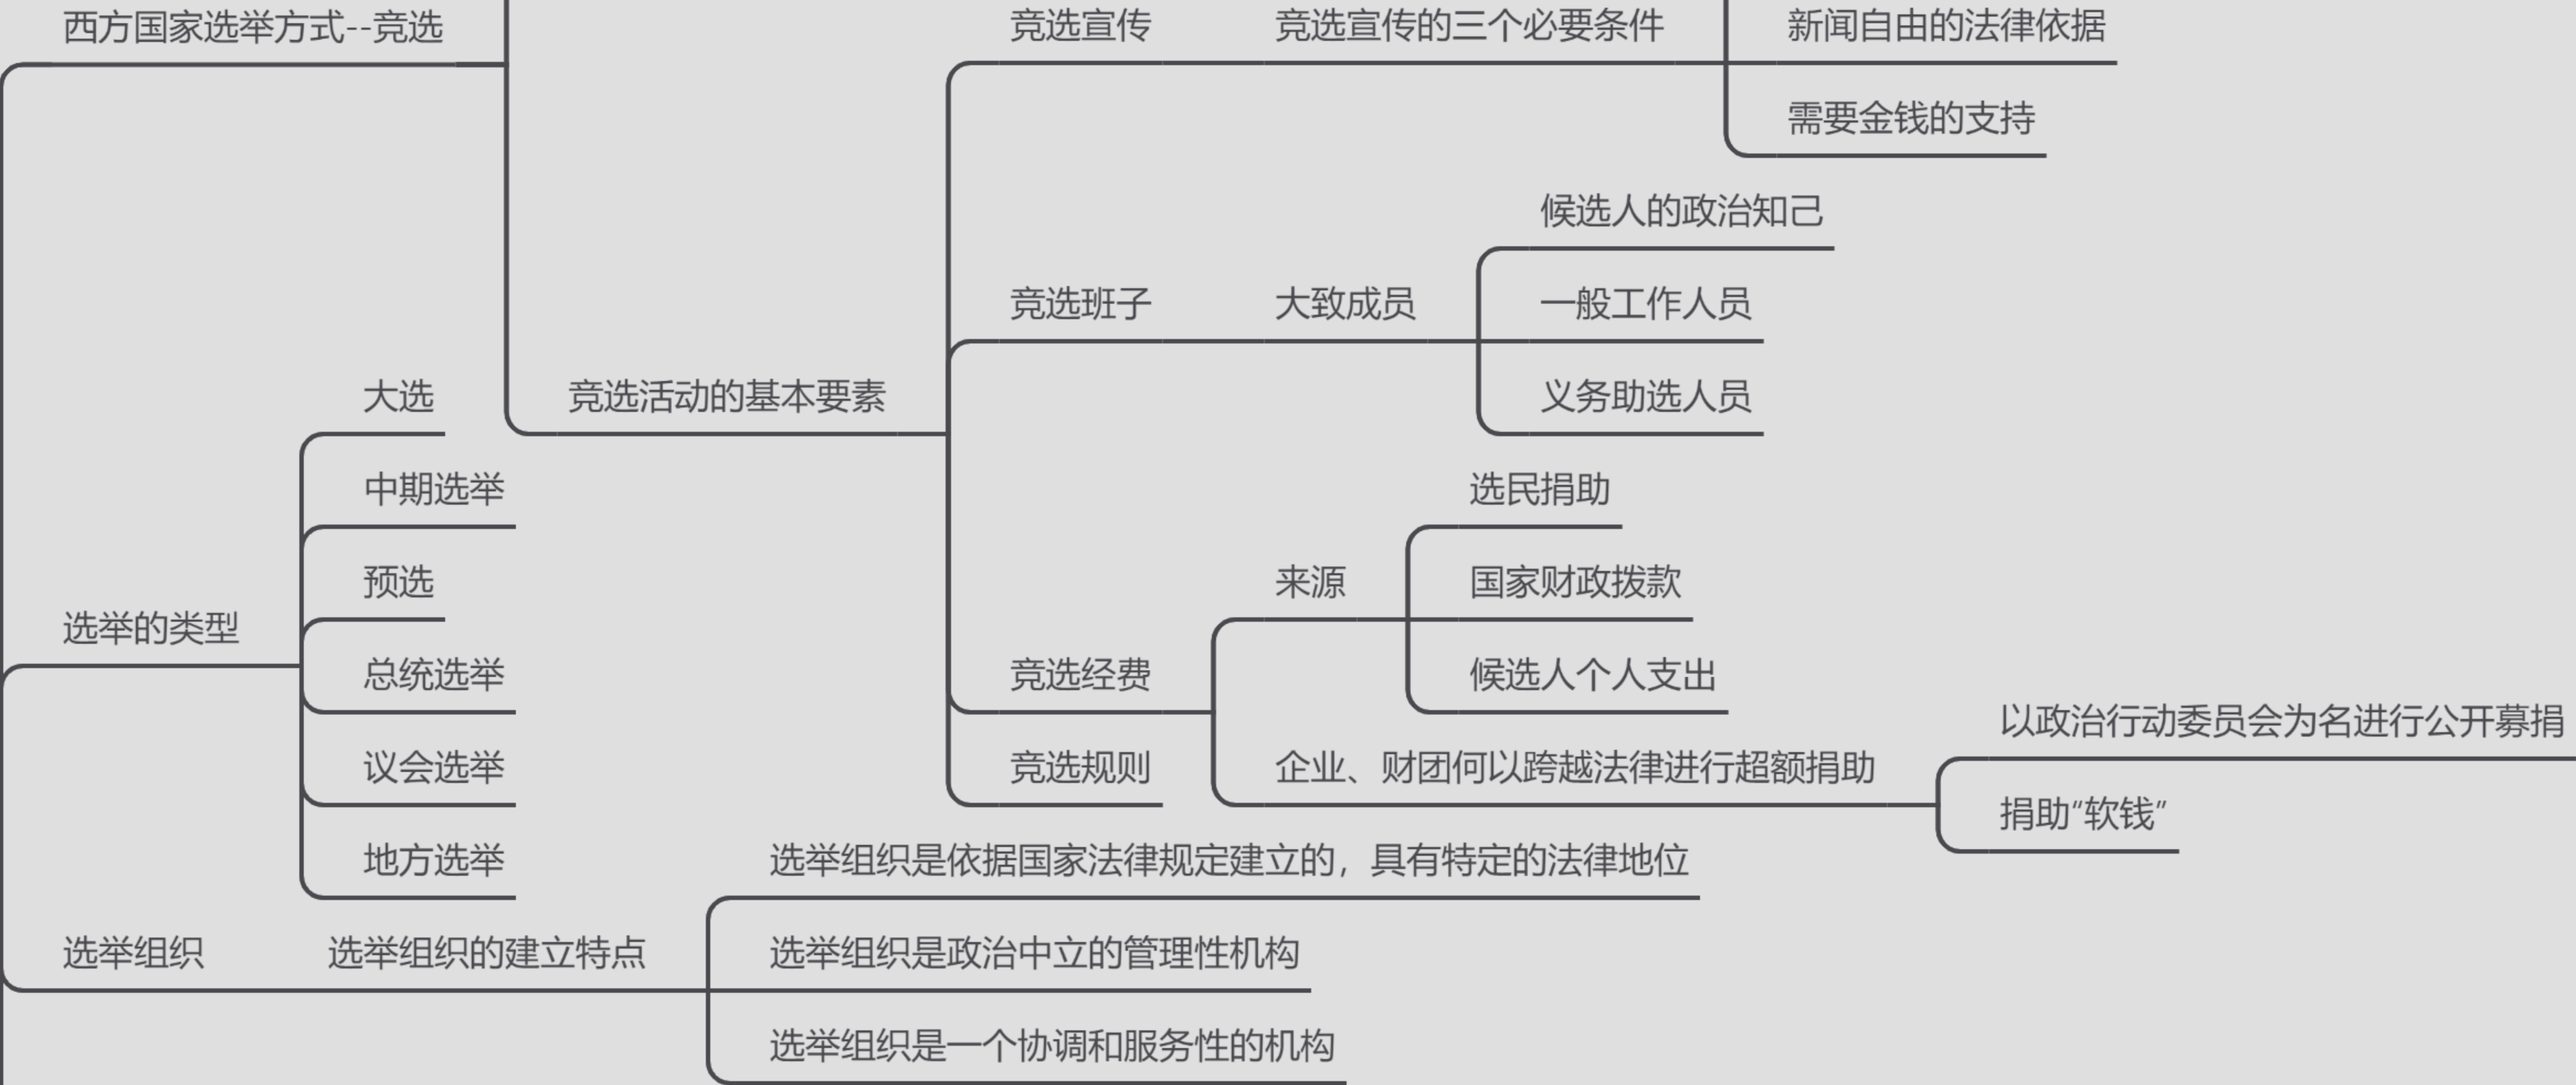 西方国家选举方式--竞选
竞选宣传
竞选宣传的三个必要条件
新闻自由的法律依据
需要金钱的支持
候选人的政治知己
竞选班子
大致成员
一般工作人员
大选
竞选活动的基本要素
义务助选人员
中期选举
选民捐助
预选
来源
国家财政拨款
选举的类型
总统选举
竞选经费
候选人个人支出
以政治行动委员会为名进行公开募捐
议会选举
竞选规则
企业、财团何以跨越法律进行超额捐助
捐助“软钱”
地方选举
选举组织是依据国家法律规定建立的，具有特定的法律地位
选举组织
选举组织的建立特点
选举组织是政治中立的管理性机构
选举组织是一个协调和服务性的机构